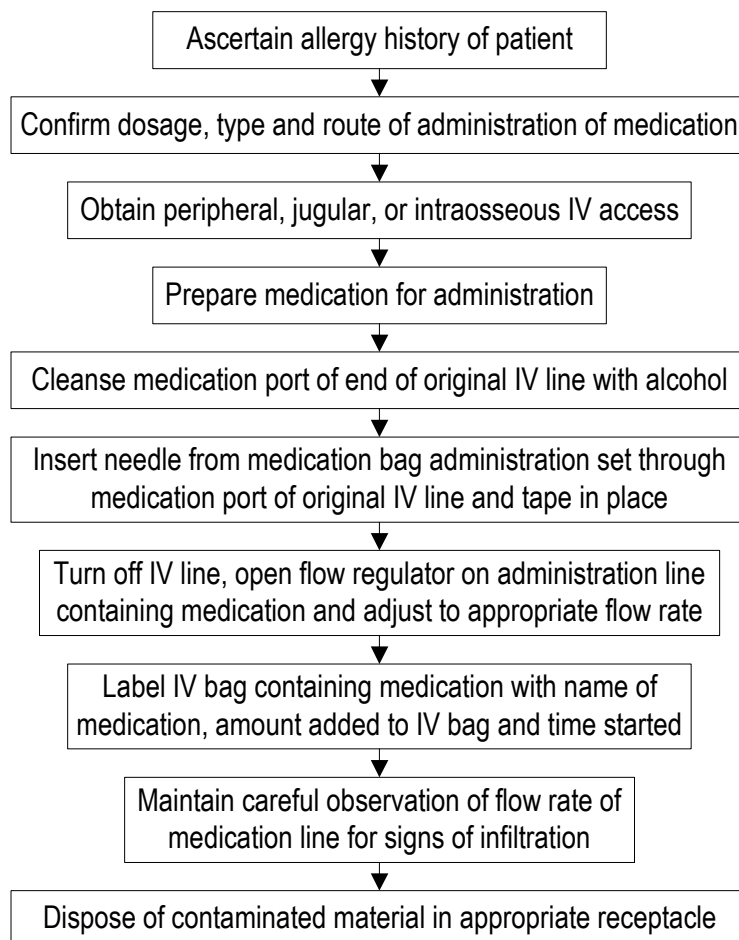 Ascertain allergy history of patient
Confirm dosage, type and route of administration of medication
Obtain peripheral, jugular, or intraosseous IV access
Prepare medication for administration
Cleanse medication port of end of original IV line with alcohol
Insert needle from medication bag administration set through
medication port of original IV line and tape in place
Turn off IV line, open flow regulator on administration line
containing medication and adjust to appropriate flow rate
Label IV bag containing medication with name of
medication, amount added to IV bag and time started
Maintain careful observation of flow rate of
medication line for signs of infiltration
Dispose of contaminated material in appropriate receptacle